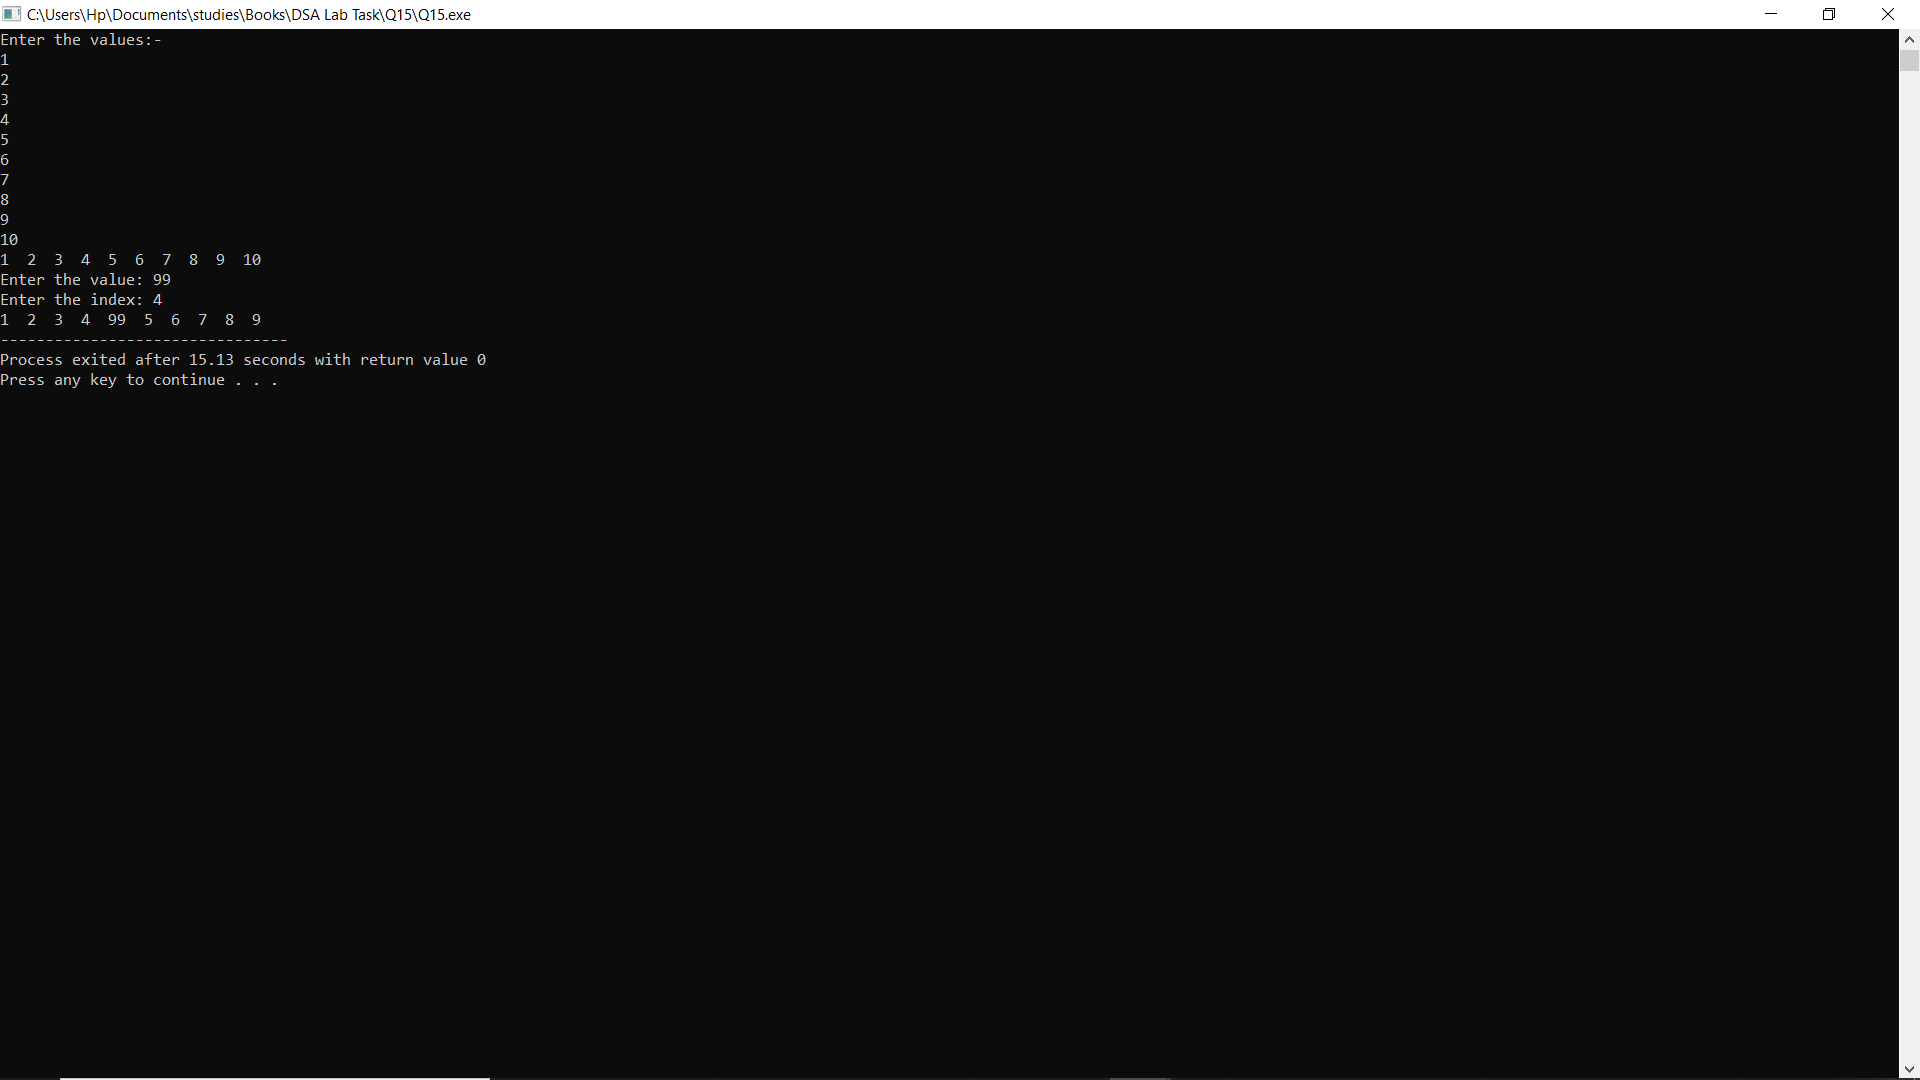 C:\Users\Hp\Documents\studies\Books\DSA Lab Task\Q15\Q15.exe
Enter the values:-
1
2
3
4
5
6
7
8
9
10
1  2  3  4  5  6  7  8  9  10
Enter the value: 99
Enter the index: 4
1  2  3  4  99  5  6  7  8  9
--------------------------------
Process exited after 15.13 seconds with return value 0
Press any key to continue . . .